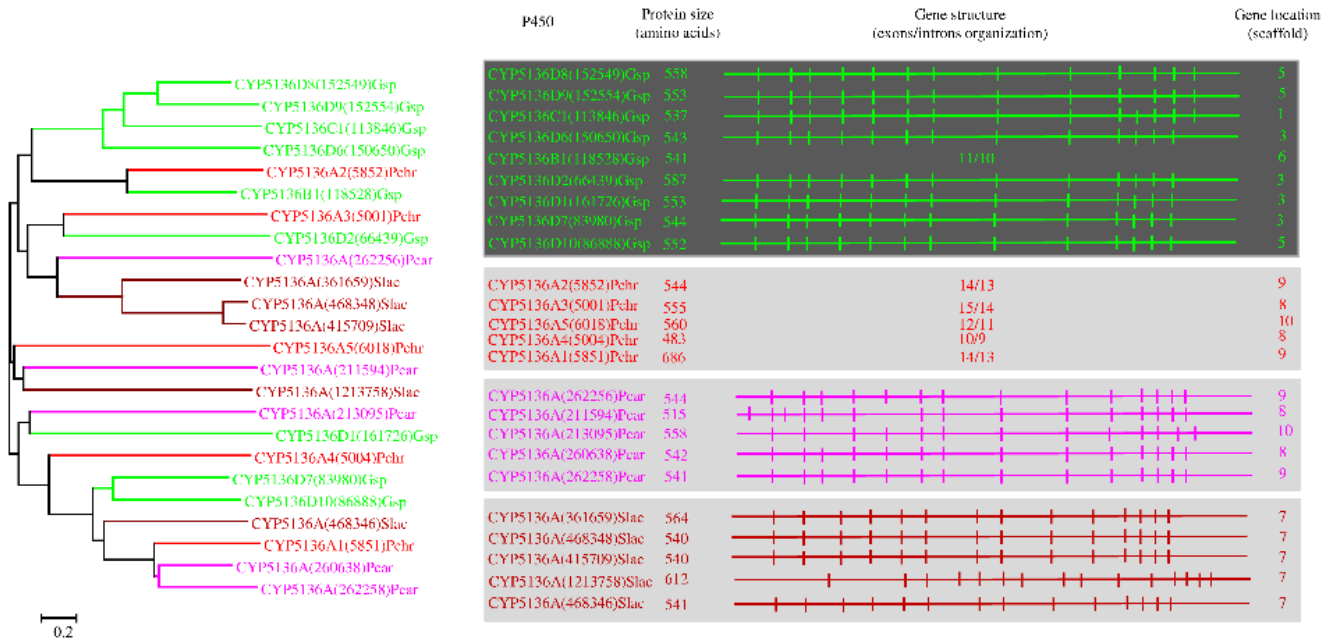 P450 Protein size (amino acids) Gene structure (exons/introns organization) Gene location (scaffold)
CYP5136D8(152549)Gsp
CYP5136D9(152554)Gsp
CYP5136C1(113846)Gsp
CYP5136D6(150650)Gsp
CYP5136A2(5852)Pchr
CYP5136B1(118528)Gsp
CYP5136A3(5001)Pchr
CYP5136D2(66439)Gsp
CYP5136A(262256)Pcar
CYP5136A(361659)Slac
CYP5136A(468348)Slac
CYP5136A(415709)Slac
CYP5136A5(6018)Pchr
CYP5136A(211594)Pcar
CYP5136A(1213758)Slac
CYP5136A(213095)Pcar
CYP5136D1(161726)Gsp
CYP5136A4(5004)Pchr
CYP5136D7(83980)Gsp
CYP5136D10(86888)Gsp
CYP5136A(468346)Slac
CYP5136A1(5851)Pchr
CYP5136A(260638)Pcar
CYP5136A(262258)Pcar
0.2
CYP5136D8(152549)Gsp 558 5
CYP5136D9(152554)Gsp 553 5
CYP5136C1(113846)Gsp 537 1
CYP5136D6(150650)Gsp 543 3
CYP5136B1(118528)Gsp 541 11/10 6
CYP5136D2(66439)Gsp 587 3
CYP5136D1(161726)Gsp 553 3
CYP5136D7(83980)Gsp 544 3
CYP5136D10(86888)Gsp 552 5
CYP5136A2(5852)Pchr 544 14/13 9
CYP5136A3(5001)Pchr 555 15/14 8
CYP5136A5(6018)Pchr 560 12/11 10
CYP5136A4(5004)Pchr 483 10/9 8
CYP5136A1(5851)Pchr 686 14/13 9
CYP5136A(262256)Pcar 544 9
CYP5136A(211594)Pcar 515 8
CYP5136A(213095)Pcar 558 10
CYP5136A(260638)Pcar 542 8
CYP5136A(262258)Pcar 541 9
CYP5136A(361659)Slac 564 7
CYP5136A(468348)Slac 540 7
CYP5136A(415709)Slac 540 7
CYP5136A(1213758)Slac 612 7
CYP5136A(468346)Slac 541 7